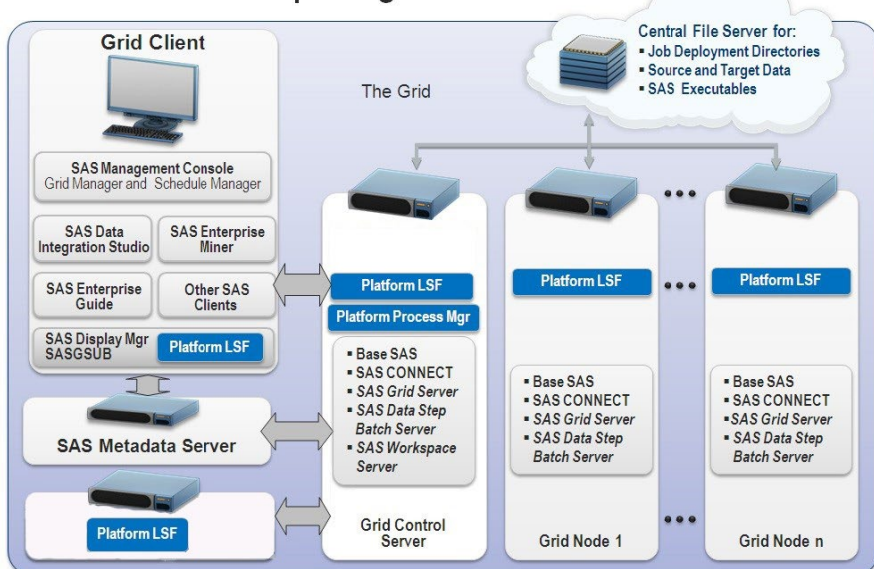 Grid Client
SAS Management Console
Grid Manager and Schedule Manager
SAS Data
Integration Studio
SAS Enterprise
Miner
SAS Enterprise
Guide
Other SAS
Clients
SAS Display Mgr
SASGSUB
Platform LSF
SAS Metadata Server
Platform LSF
The Grid
Central File Server for:
▪ Job Deployment Directories
▪ Source and Target Data
▪ SAS Executables
Platform LSF
Platform Process Mgr
▪ Base SAS
▪ SAS CONNECT
▪ SAS Grid Server
▪ SAS Data Step
Batch Server
▪ SAS Workspace
Server
Grid Control
Server
Platform LSF
▪ Base SAS
▪ SAS CONNECT
▪ SAS Grid Server
▪ SAS Data Step
Batch Server
Grid Node 1
Platform LSF
▪ Base SAS
▪ SAS CONNECT
▪SAS Grid Server
▪ SAS Data Step
Batch Server
Grid Node n